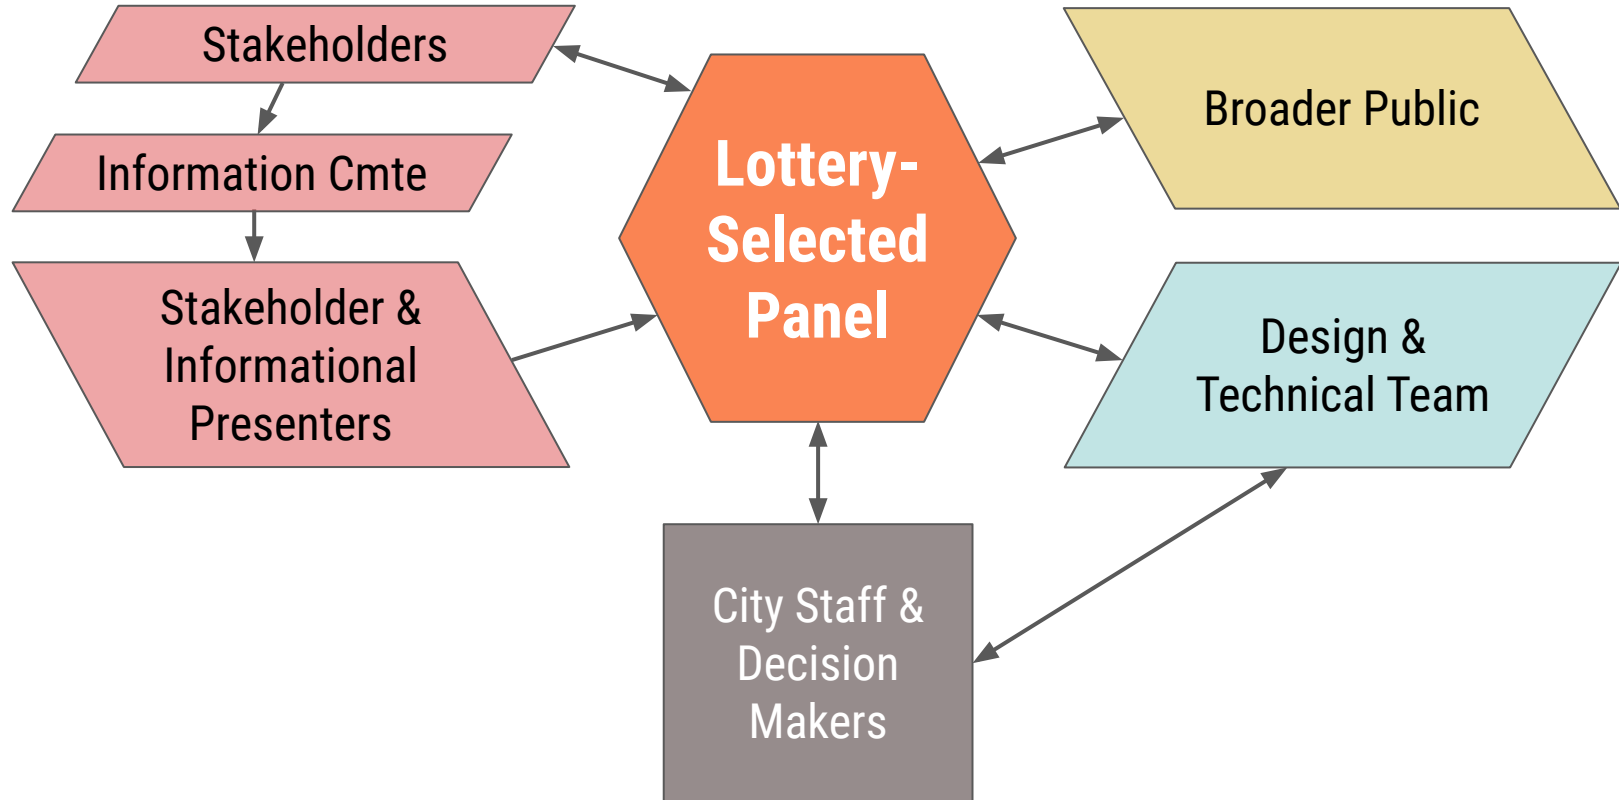 Stakeholders
Information Cmte
Stakeholder &
Informational
Presenters
Lottery-
Selected
Panel
Broader Public
Design &
Technical Team
City Staff &
Decision
Makers